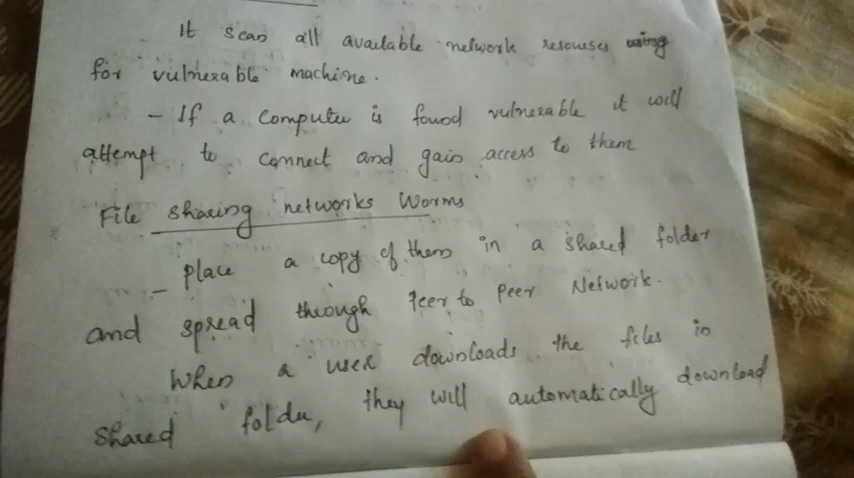 It scan all available network resourses
for vulnerable machine.
- If a computer is found vulnerable it will
attempt to connect and gain access to them
File sharing networks Worms
- place a copy of them in a shared folder
and spread through Peer to Peer Network.
When a user downloads the files in
shared folder, they will automatically download